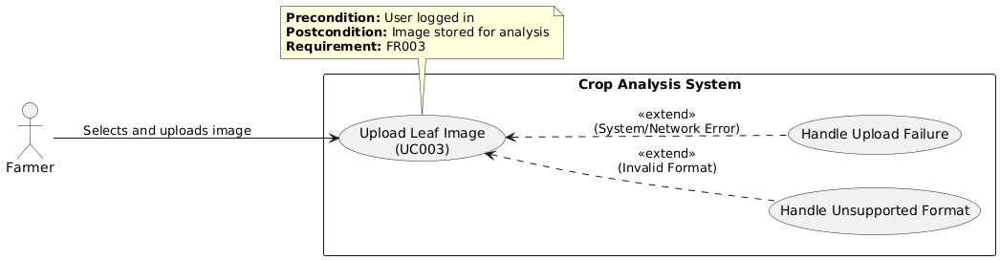 Precondition: User logged in
Postcondition: Image stored for analysis
Requirement: FR003
Crop Analysis System
Farmer
Selects and uploads image
Upload Leaf Image
(UC003)
«extend»
(System/Network Error)
Handle Upload Failure
«extend»
(Invalid Format)
Handle Unsupported Format